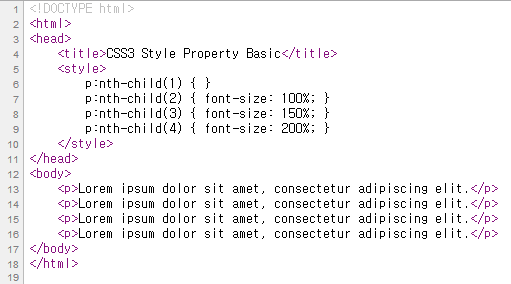 1 <!DOCTYPE html>
2 <html>
3 <head>
4     <title>CSS3 Style Property Basic</title>
5     <style>
6         p:nth-child(1) { }
7         p:nth-child(2) { font-size: 100%; }
8         p:nth-child(3) { font-size: 150%; }
9         p:nth-child(4) { font-size: 200%; }
10     </style>
11 </head>
12 <body>
13     <p>Lorem ipsum dolor sit amet, consectetur adipiscing elit.</p>
14     <p>Lorem ipsum dolor sit amet, consectetur adipiscing elit.</p>
15     <p>Lorem ipsum dolor sit amet, consectetur adipiscing elit.</p>
16     <p>Lorem ipsum dolor sit amet, consectetur adipiscing elit.</p>
17 </body>
18 </html>
19